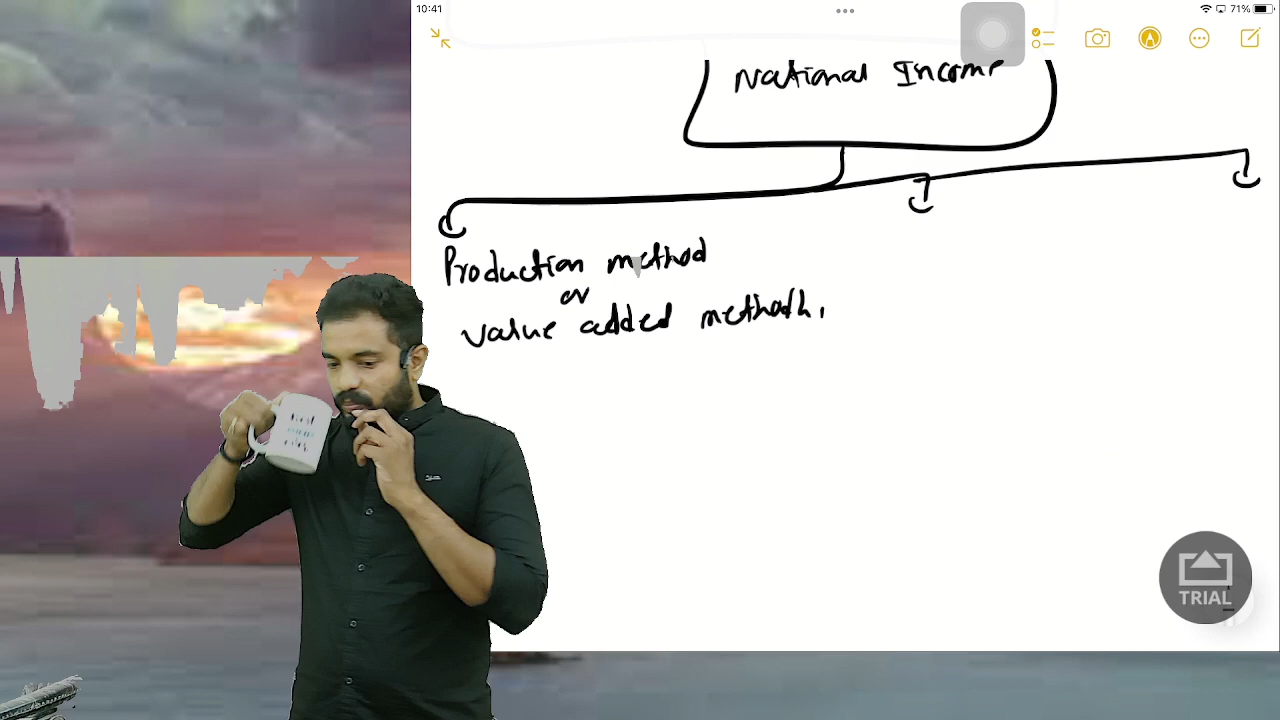 10:41
71%
National Income
Production method
or
value added method.
TRIAL